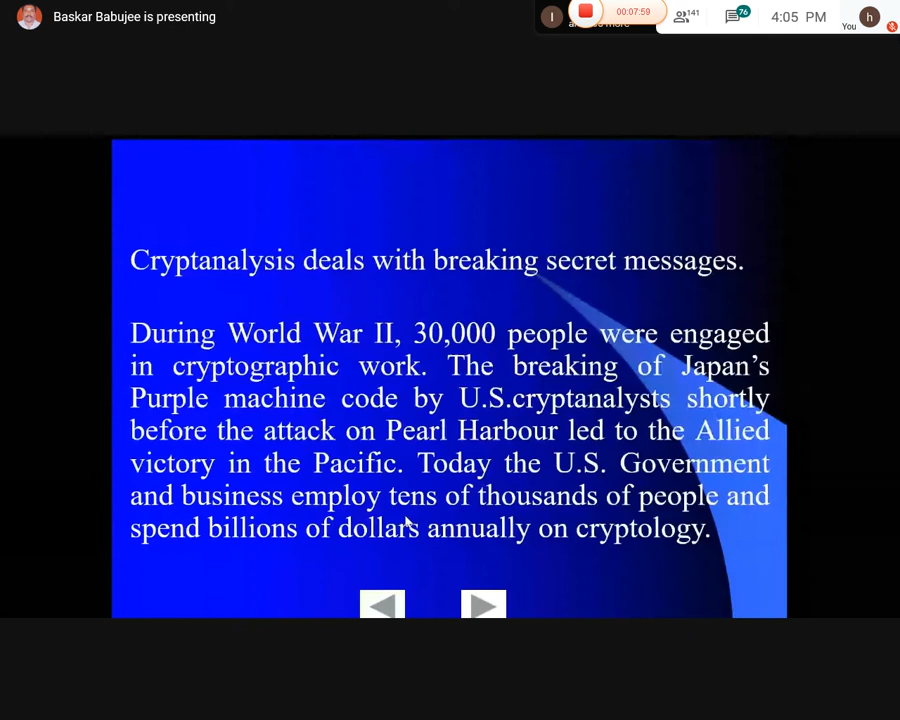 Baskar Babujee is presenting
I
00:07:59
141
76
4:05 PM
You
h
Cryptanalysis deals with breaking secret messages.
During World War II, 30,000 people were engaged
in cryptographic work. The breaking of Japan's
Purple machine code by U.S.cryptanalysts shortly
before the attack on Pearl Harbour led to the Allied
victory in the Pacific. Today the U.S. Government
and business employ tens of thousands of people and
spend billions of dollars annually on cryptology.